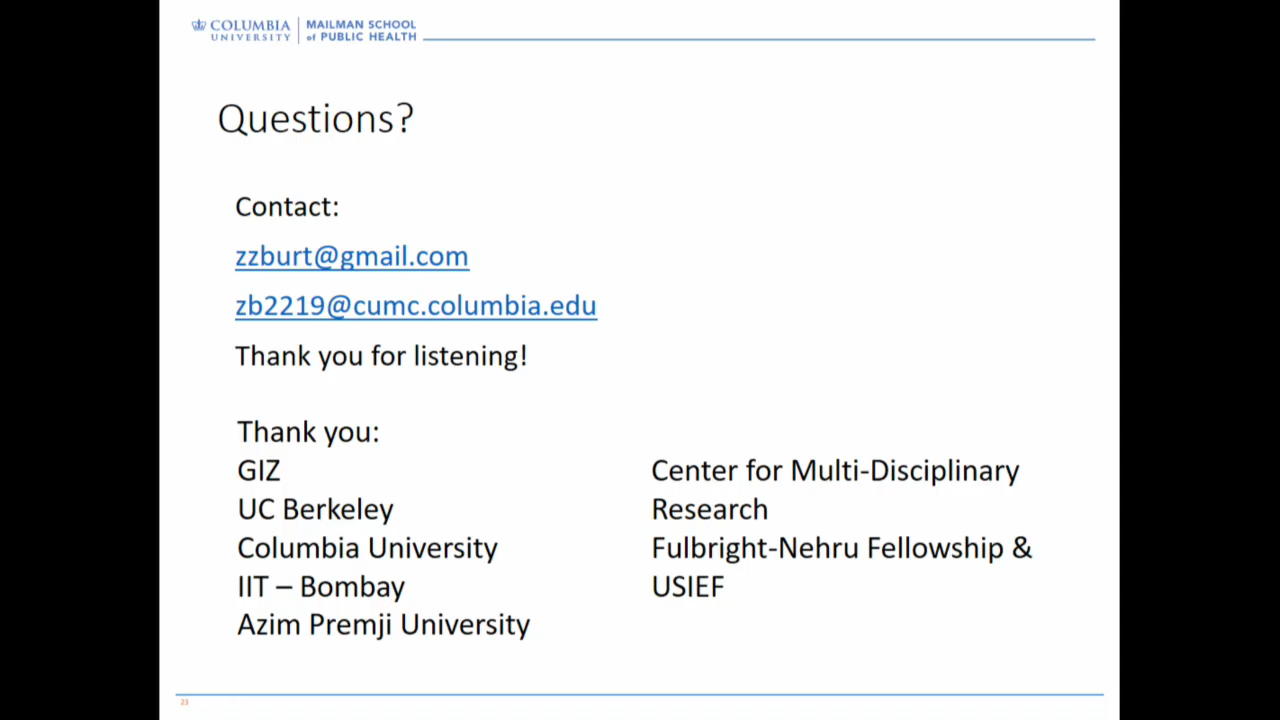 COLUMBIA UNIVERSITY
MAILMAN SCHOOL of PUBLIC HEALTH
Questions?
Contact:
zzburt@gmail.com
zb2219@cumc.columbia.edu
Thank you for listening!
Thank you:
GIZ
UC Berkeley
Columbia University
IIT – Bombay
Azim Premji University
Center for Multi-Disciplinary
Research
Fulbright-Nehru Fellowship &
USIEF
23